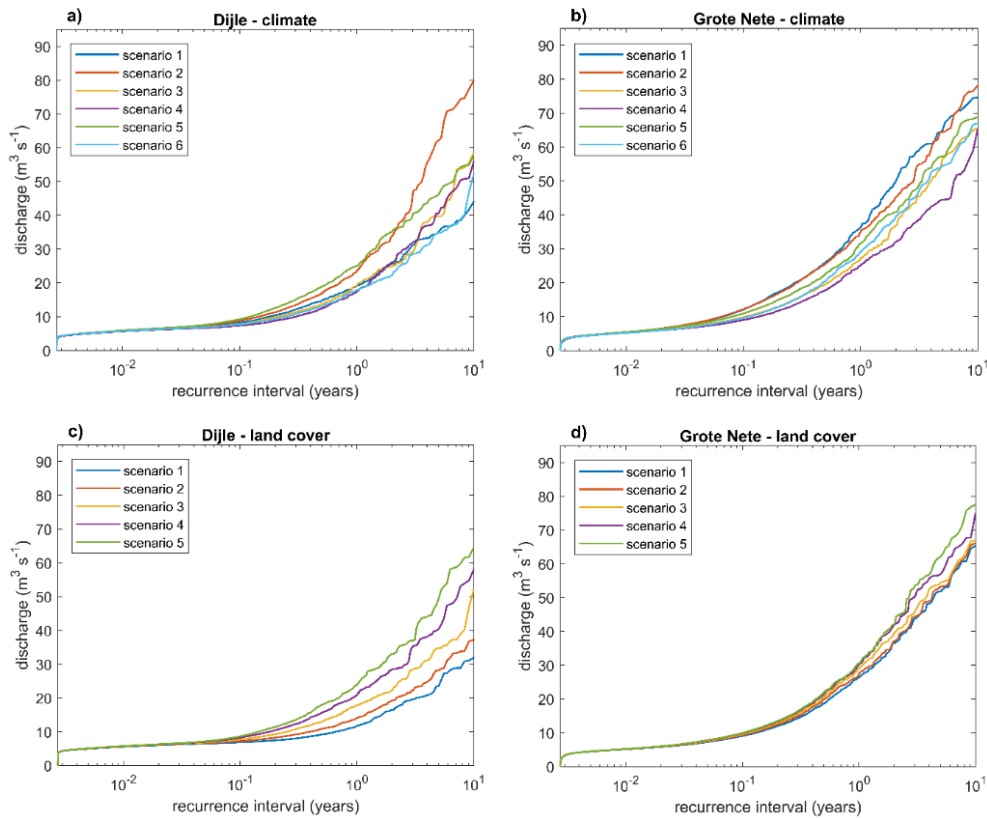 a) Dijle - climate
90
80
70
60
50
40
30
20
10
0
discharge (m³ s⁻¹)
scenario 1
scenario 2
scenario 3
scenario 4
scenario 5
scenario 6
10⁻² 10⁻¹ 10⁰ 10¹
recurrence interval (years)
b) Grote Nete - climate
90
80
70
60
50
40
30
20
10
0
discharge (m³ s⁻¹)
scenario 1
scenario 2
scenario 3
scenario 4
scenario 5
scenario 6
10⁻² 10⁻¹ 10⁰ 10¹
recurrence interval (years)
c) Dijle - land cover
90
80
70
60
50
40
30
20
10
0
discharge (m³ s⁻¹)
scenario 1
scenario 2
scenario 3
scenario 4
scenario 5
10⁻² 10⁻¹ 10⁰ 10¹
recurrence interval (years)
d) Grote Nete - land cover
90
80
70
60
50
40
30
20
10
0
discharge (m³ s⁻¹)
scenario 1
scenario 2
scenario 3
scenario 4
scenario 5
10⁻² 10⁻¹ 10⁰ 10¹
recurrence interval (years)